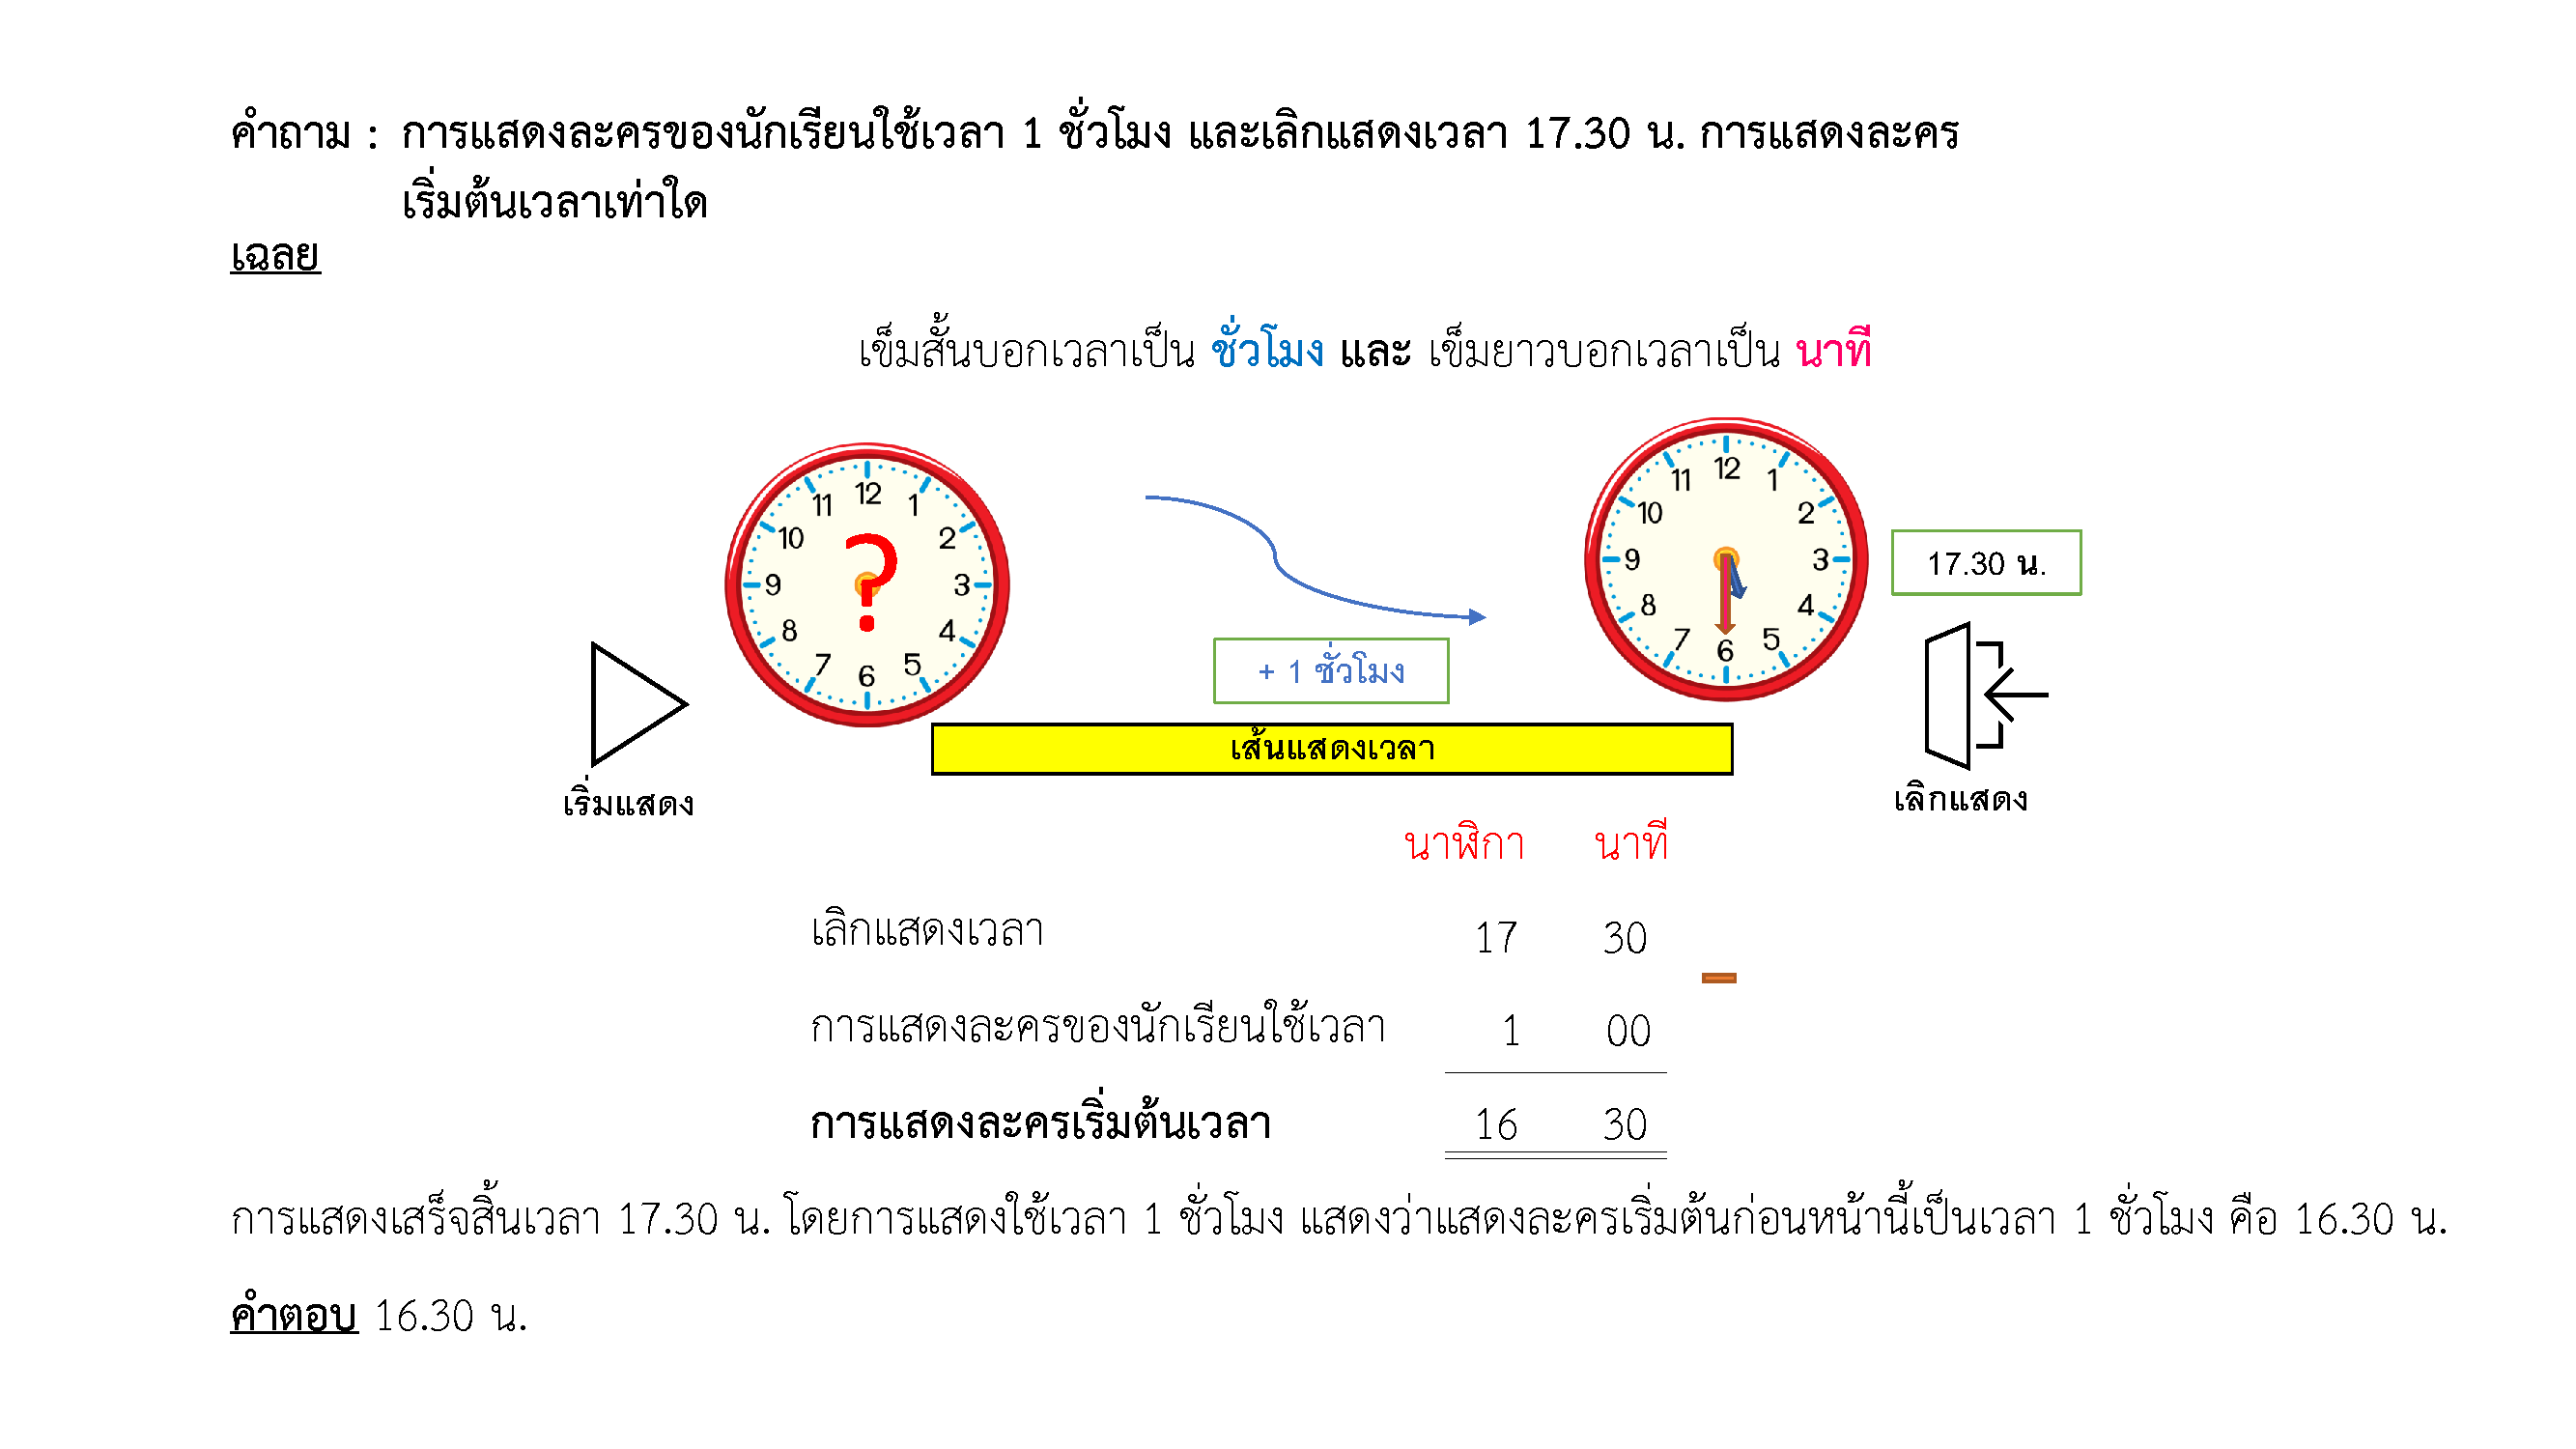 คำถาม : การแสดงละครของนักเรียนใช้เวลา 1 ชั่วโมง และเลิกแสดงเวลา 17.30 น. การแสดงละคร
เริ่มต้นเวลาเท่าใด
เฉลย
เข็มสั้นบอกเวลาเป็น ชั่วโมง และ เข็มยาวบอกเวลาเป็น นาที
12 1 2 3 4 5 6 7 8 9 10 11
?
12 1 2 3 4 5 6 7 8 9 10 11
17.30 น.
+ 1 ชั่วโมง
เส้นแสดงเวลา
เริ่มแสดง
เลิกแสดง
นาฬิกา นาที
เลิกแสดงเวลา 17 30
-
การแสดงละครของนักเรียนใช้เวลา 1 00
การแสดงละครเริ่มต้นเวลา 16 30
การแสดงเสร็จสิ้นเวลา 17.30 น. โดยการแสดงใช้เวลา 1 ชั่วโมง แสดงว่าแสดงละครเริ่มต้นก่อนหน้านี้เป็นเวลา 1 ชั่วโมง คือ 16.30 น.
คำตอบ 16.30 น.